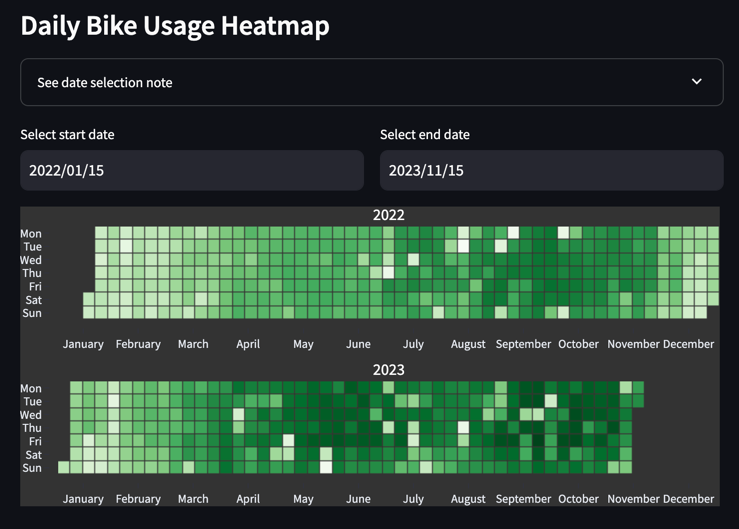 Daily Bike Usage Heatmap
See date selection note
Select start date
Select end date
2022/01/15
2023/11/15
2022
Mon
Tue
Wed
Thu
Fri
Sat
Sun
January February March April May June July August September October November December
2023
Mon
Tue
Wed
Thu
Fri
Sat
Sun
January February March April May June July August September October November December